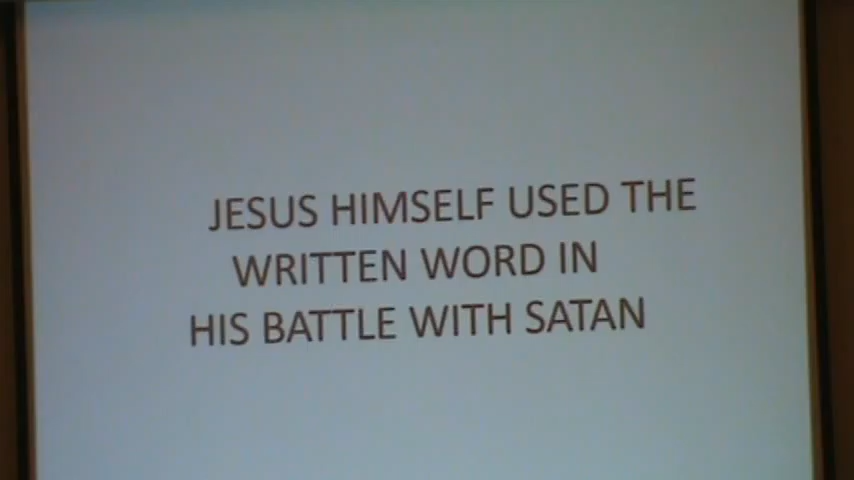 JESUS HIMSELF USED THE
WRITTEN WORD IN
HIS BATTLE WITH SATAN